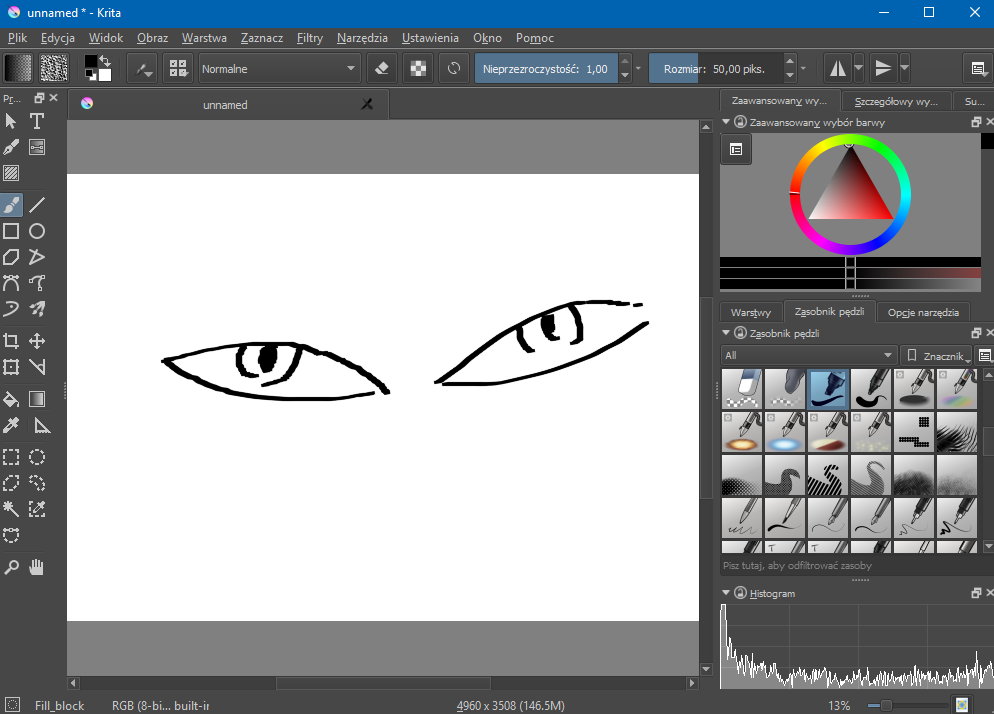 unnamed * - Krita
Plik Edycja Widok Obraz Warstwa Zaznacz Filtry Narzędzia Ustawienia Okno Pomoc
Normalne
Nieprzezroczystość: 1,00
Rozmiar: 50,00 piks.
Pr...
unnamed
Zaawansowany wy...
Szczegółowy wy...
Su...
Zaawansowany wybór barwy
Warstwy
Zasobnik pędzli
Opcje narzędzia
Zasobnik pędzli
All
Znacznik
Pisz tutaj, aby odfiltrować zasoby
Histogram
Fill_block
RGB (8-bi... built-ir
4960 x 3508 (146.5M)
13%